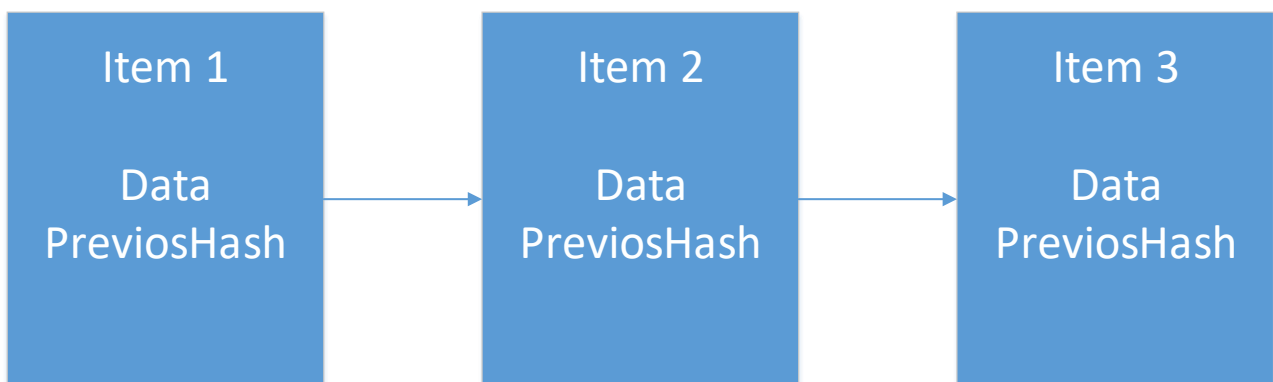 Item 1
Data
PreviosHash
Item 2
Data
PreviosHash
Item 3
Data
PreviosHash